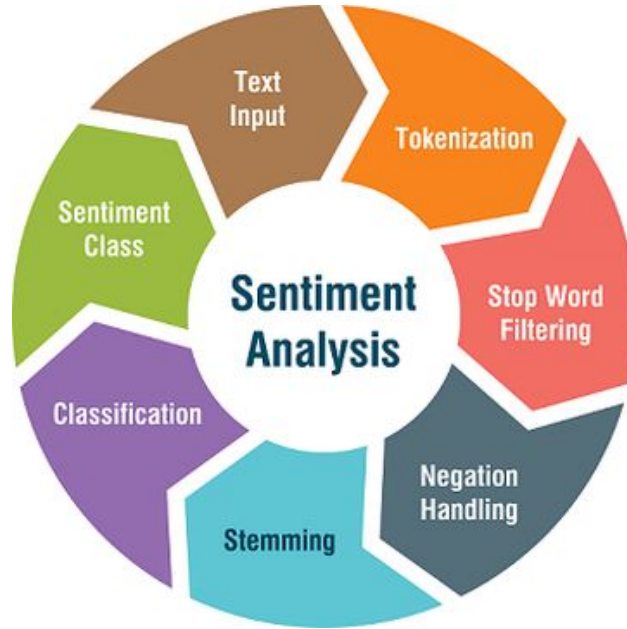 Text
Input
Tokenization
Stop Word
Filtering
Negation
Handling
Stemming
Classification
Sentiment
Class
Sentiment
Analysis